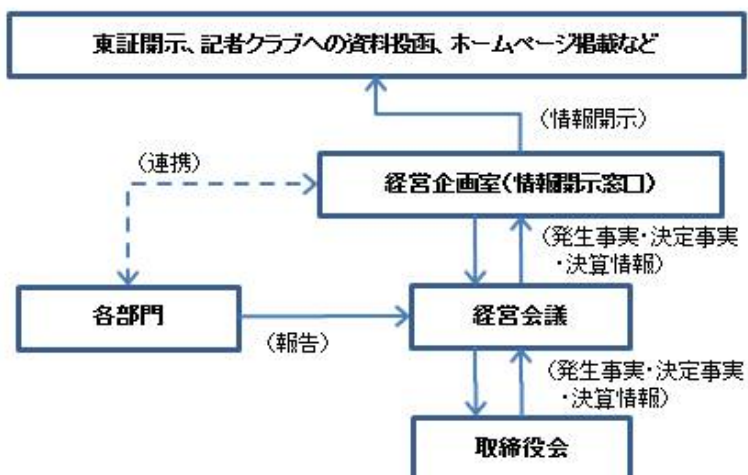 東証開示、記者クラブへの資料投函、ホームページ掲載など
（情報開示）
（連携）
経営企画室（情報開示窓口）
（発生事実・決定事実
・決算情報）
各部門
経営会議
（報告）
（発生事実・決定事実
・決算情報）
取締役会